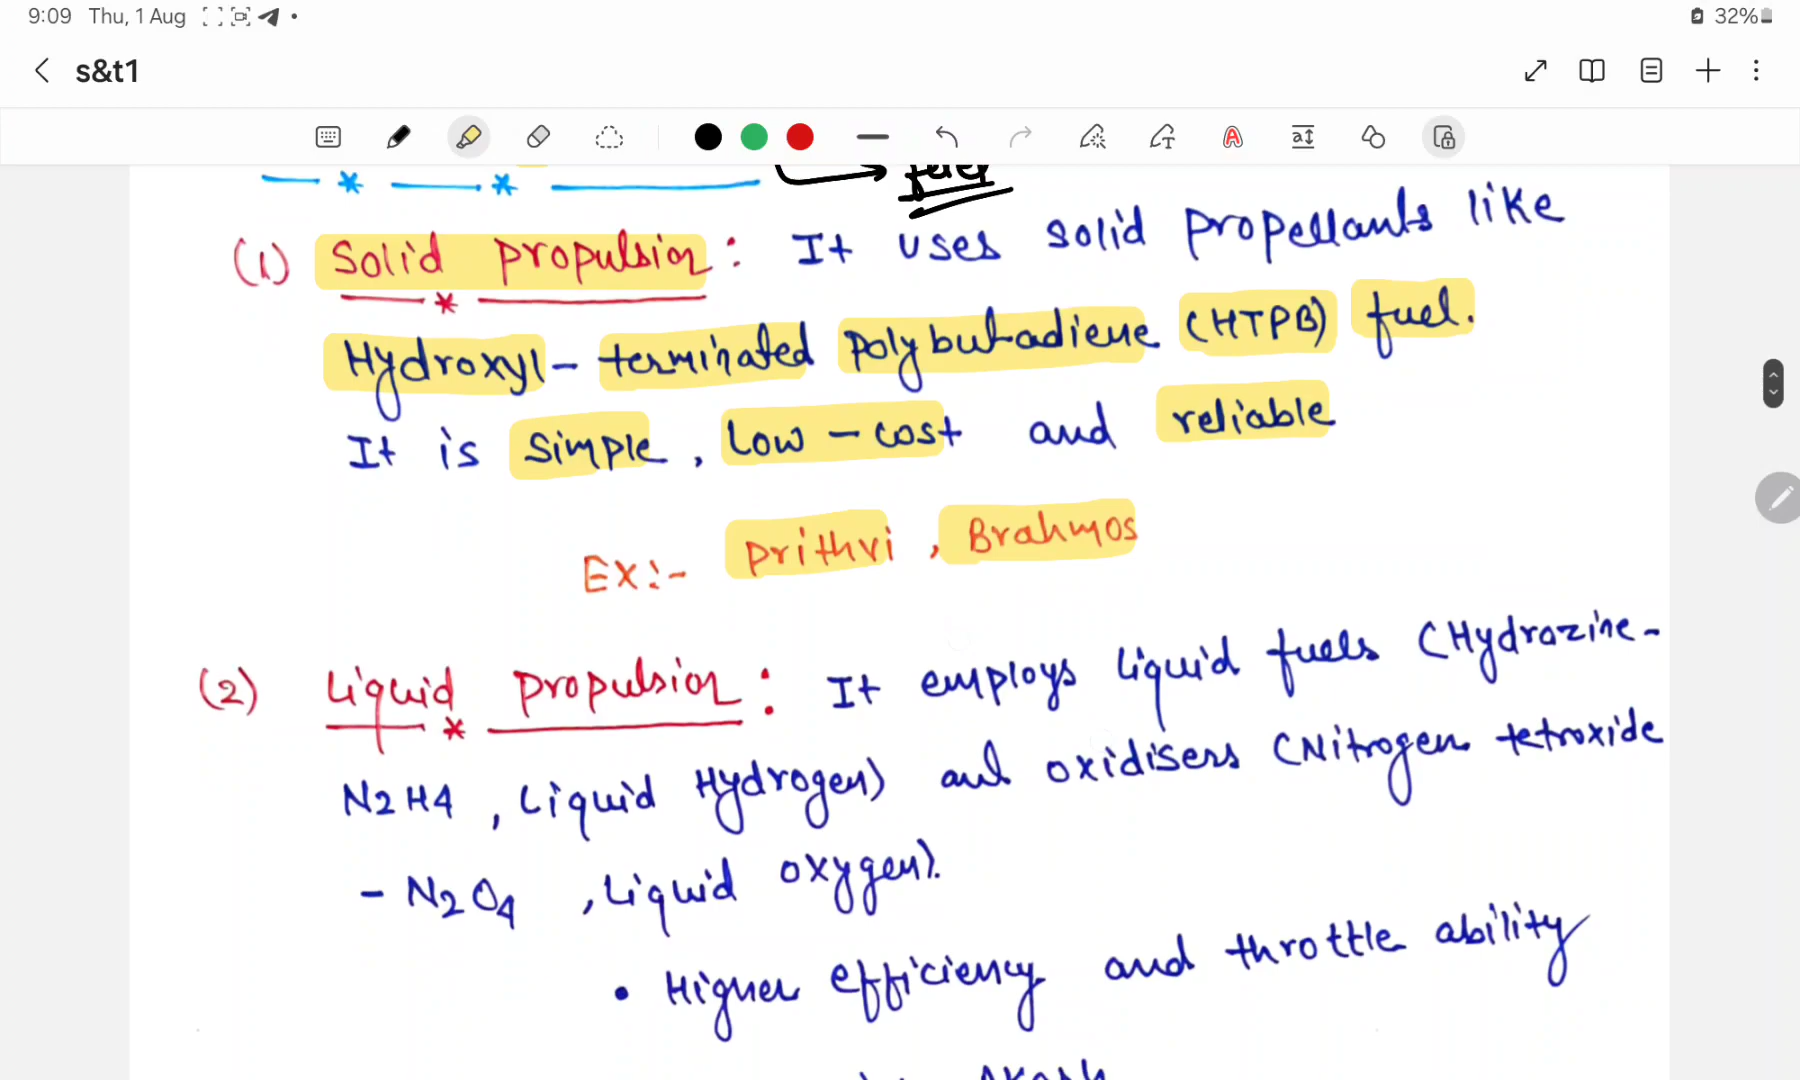 9:09 Thu, 1 Aug
32%
s&t1
fuel
(1) Solid propulsion : It uses solid propellants like
Hydroxyl - terminated polybutadiene (HTPB) fuel.
It is simple, Low - cost and reliable
Ex:- prithvi, Brahmos
(2) Liquid propulsion : It employs liquid fuels (Hydrazine -
N2H4, Liquid Hydrogen) and oxidisers (Nitrogen tetroxide
- N2O4, Liquid oxygen).
• Higher efficiency and throttle ability